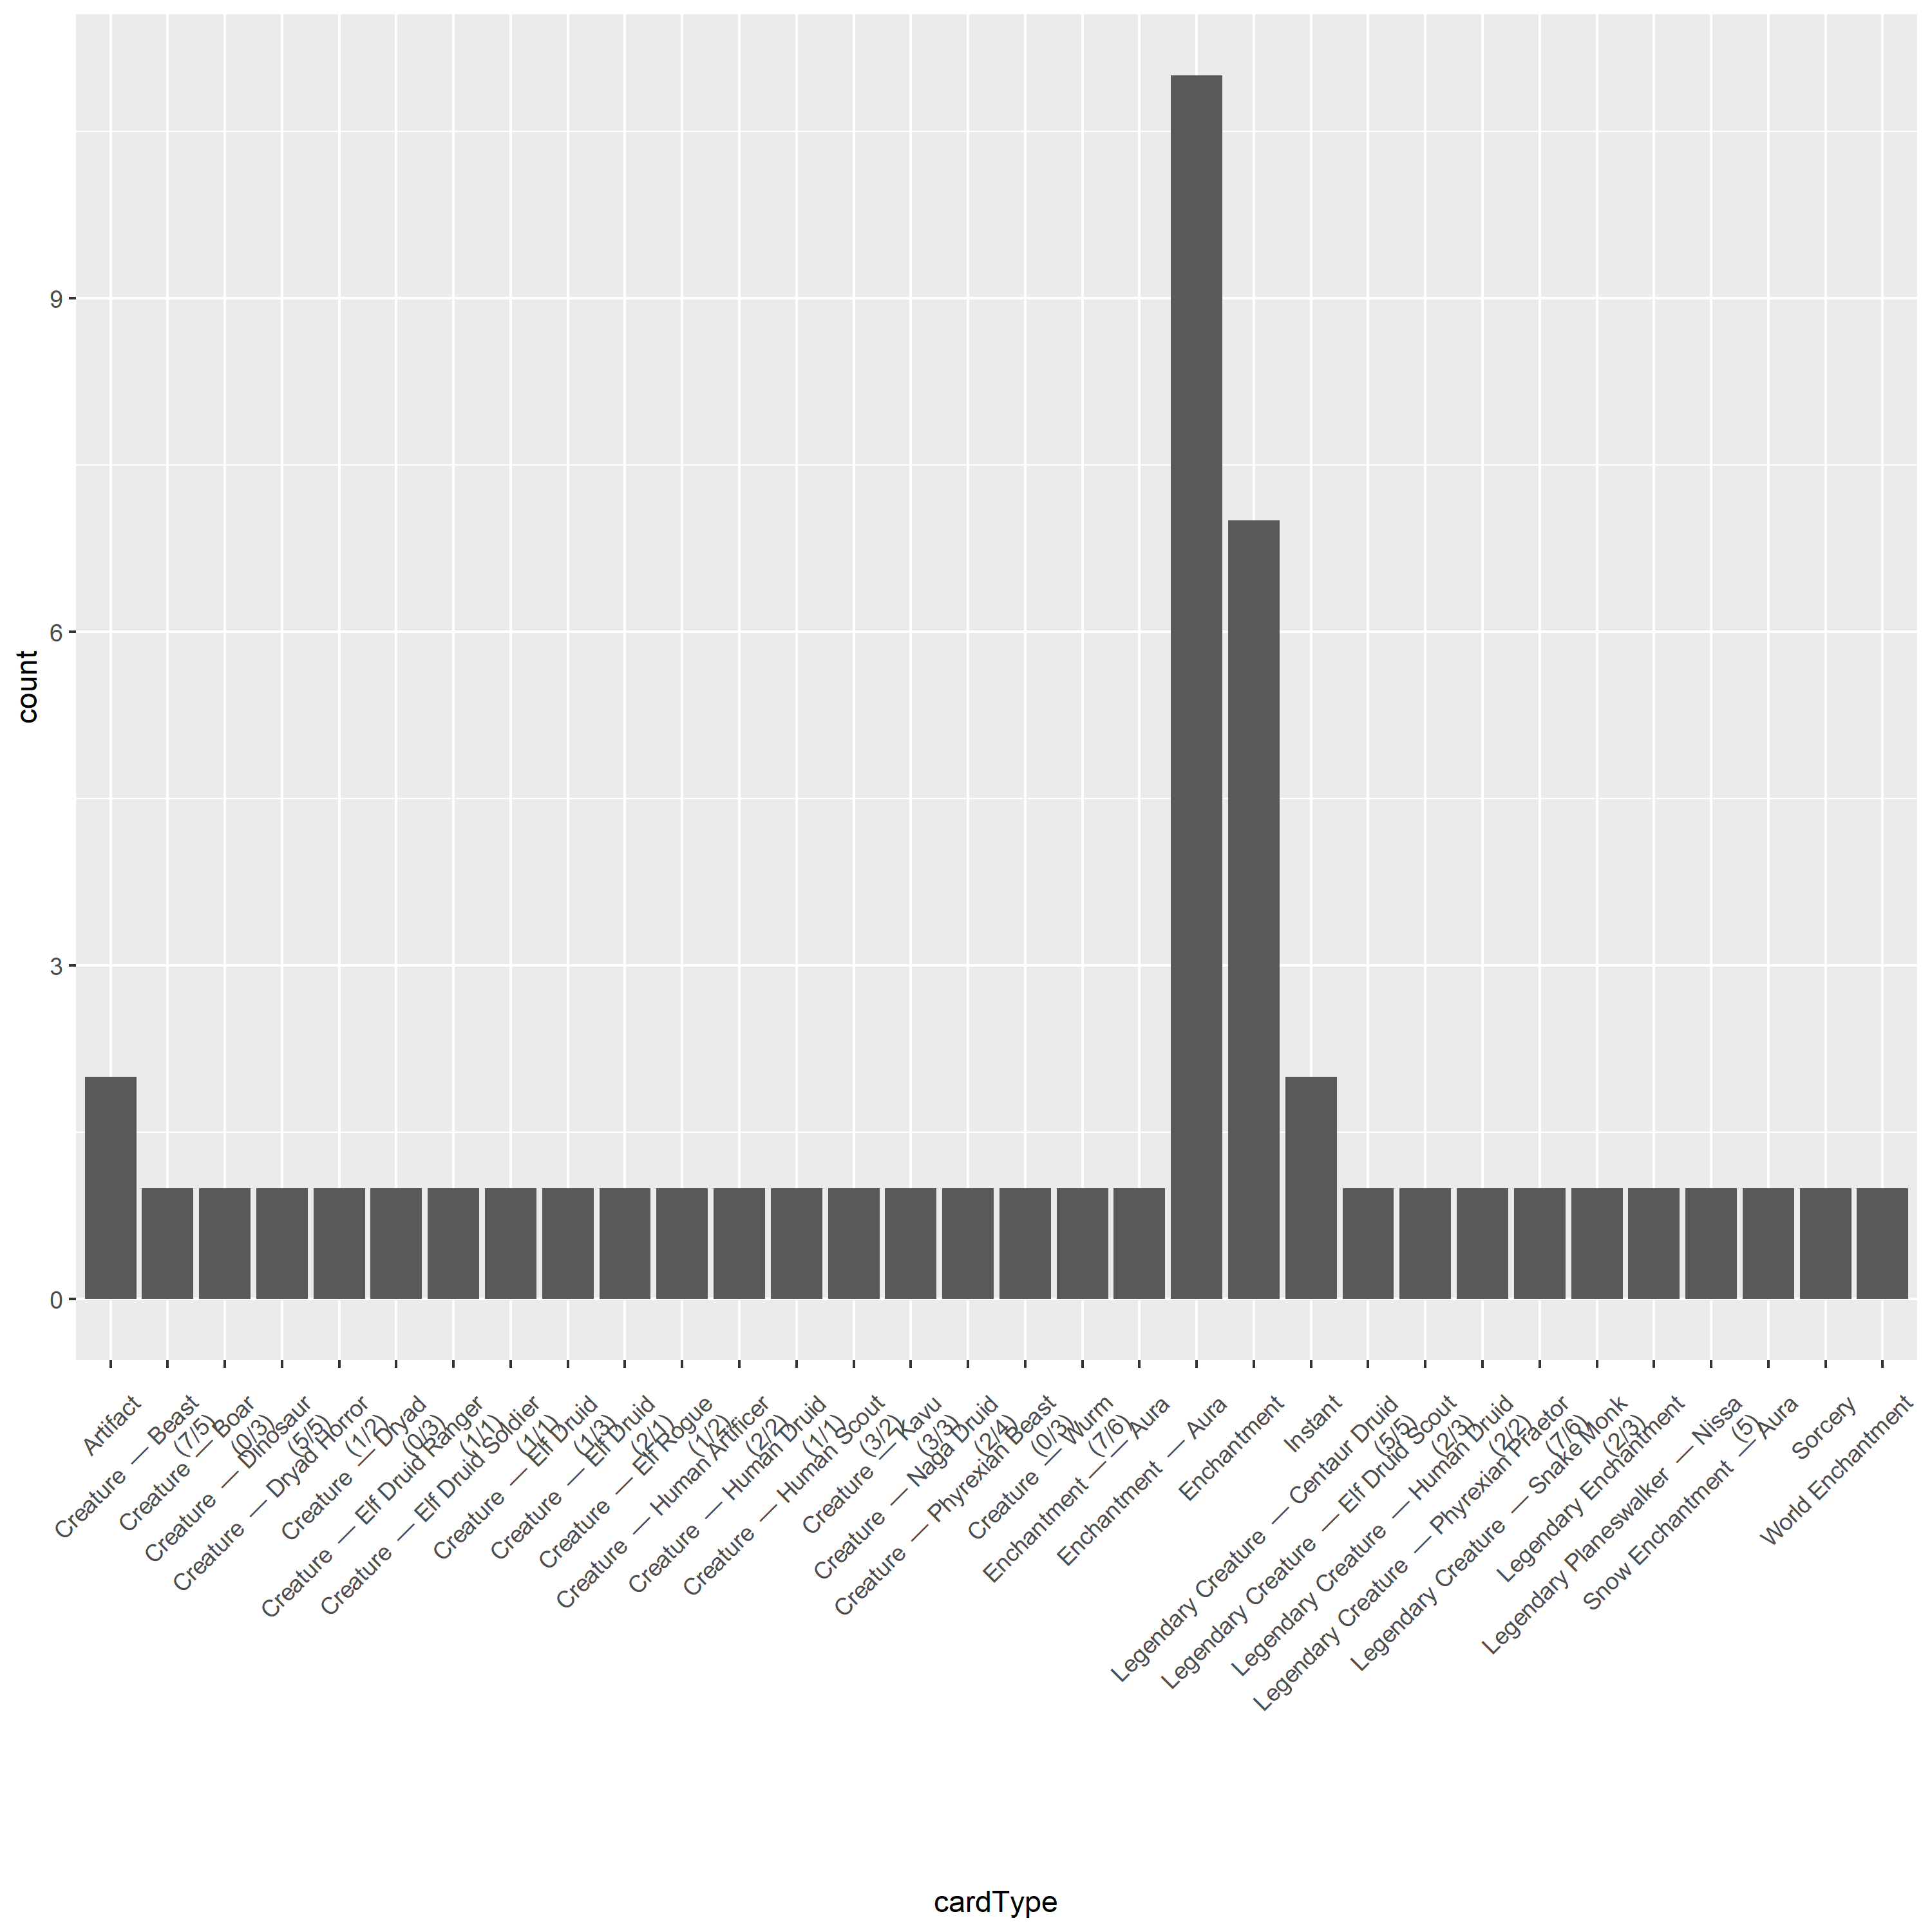 count
9
6
3
0
Artifact
Creature — Beast
(7/5)
Creature — Boar
(0/3)
Creature — Dinosaur
(5/5)
Creature — Dryad Horror
(1/2)
Creature — Dryad
(0/3)
Creature — Elf Druid Ranger
(1/1)
Creature — Elf Druid Soldier
(1/1)
Creature — Elf Druid
(1/3)
Creature — Elf Druid
(2/1)
Creature — Elf Rogue
(1/2)
Creature — Human Artificer
(2/2)
Creature — Human Druid
(1/1)
Creature — Human Scout
(3/2)
Creature — Kavu
(3/3)
Creature — Naga Druid
(2/4)
Creature — Phyrexian Beast
(0/3)
Creature — Wurm
(7/6)
Enchantment — Aura
Enchantment — Aura
Enchantment
Instant
Legendary Creature — Centaur Druid
(5/5)
Legendary Creature — Elf Druid Scout
(2/3)
Legendary Creature — Human Druid
(2/2)
Legendary Creature — Phyrexian Praetor
(7/6)
Legendary Creature — Snake Monk
(2/3)
Legendary Enchantment
Legendary Planeswalker — Nissa
(5)
Snow Enchantment — Aura
Sorcery
World Enchantment
cardType